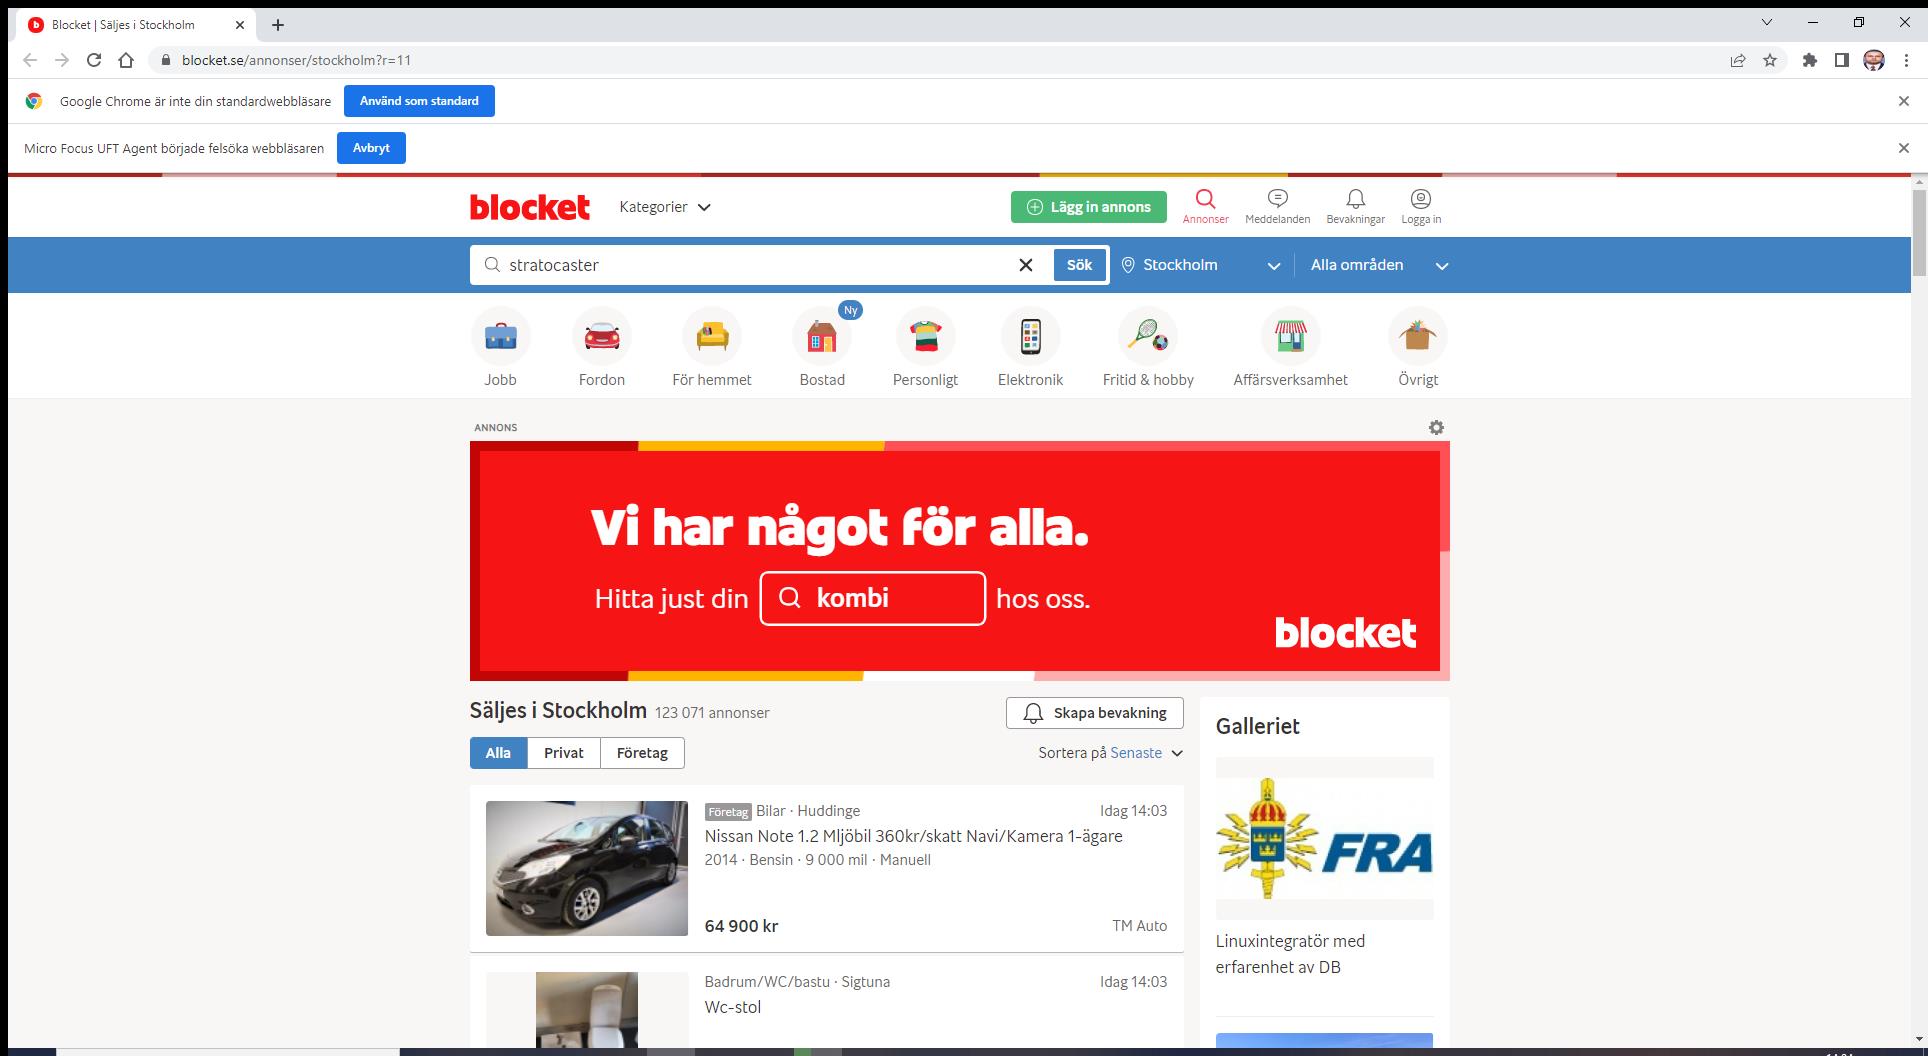 Blocket | Säljes i Stockholm
blocket.se/annonser/stockholm?r=11
Google Chrome är inte din standardwebbläsare Använd som standard
Micro Focus UFT Agent började felsöka webbläsaren Avbryt
blocket Kategorier Lägg in annons Annonser Meddelanden Bevakningar Logga in
stratocaster Sök Stockholm Alla områden
Ny
Jobb Fordon För hemmet Bostad Personligt Elektronik Fritid & hobby Affärsverksamhet Övrigt
ANNONS
Vi har något för alla.
Hitta just din kombi hos oss.
blocket
Säljes i Stockholm 123 071 annonser Skapa bevakning
Alla Privat Företag Sortera på Senaste
Företag Bilar · Huddinge Idag 14:03
Nissan Note 1.2 Mljöbil 360kr/skatt Navi/Kamera 1-ägare
2014 · Bensin · 9 000 mil · Manuell
64 900 kr TM Auto
Badrum/WC/bastu · Sigtuna Idag 14:03
Wc-stol
Galleriet
FRA
Linuxintegratör med
erfarenhet av DB